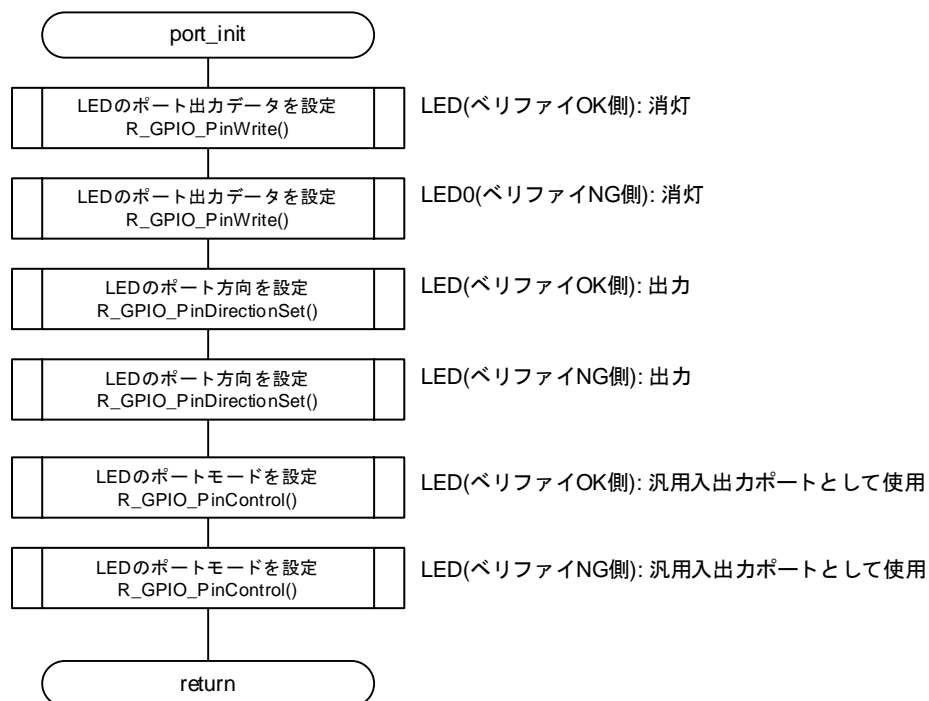 port_init
LEDのポート出力データを設定
R_GPIO_PinWrite()
LED(ベリファイOK側): 消灯
LEDのポート出力データを設定
R_GPIO_PinWrite()
LED0(ベリファイNG側): 消灯
LEDのポート方向を設定
R_GPIO_PinDirectionSet()
LED(ベリファイOK側): 出力
LEDのポート方向を設定
R_GPIO_PinDirectionSet()
LED(ベリファイNG側): 出力
LEDのポートモードを設定
R_GPIO_PinControl()
LED(ベリファイOK側): 汎用入出力ポートとして使用
LEDのポートモードを設定
R_GPIO_PinControl()
LED(ベリファイNG側): 汎用入出力ポートとして使用
return